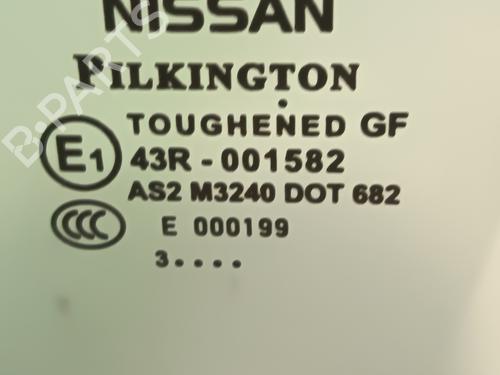 NISSAN
PILKINGTON
TOUGHENED GF
E1
43R - 001582
AS2 M3240 DOT 682
CCC
E 000199
3....
B-PARTS